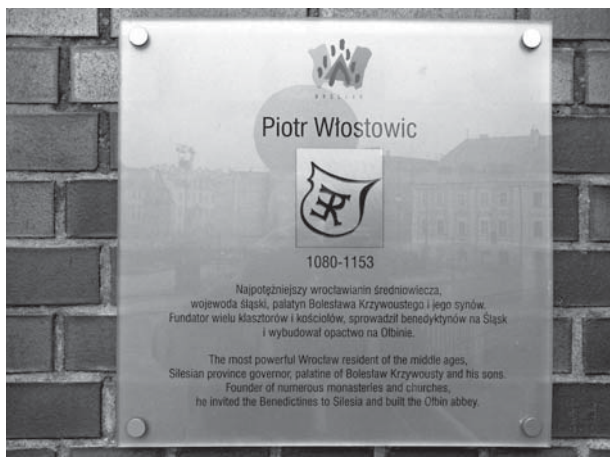 WROCŁAW
Piotr Włostowic
1080-1153
Najpotężniejszy wrocławianin średniowiecza,
wojewoda śląski, palatyn Bolesława Krzywoustego i jego synów.
Fundator wielu klasztorów i kościołów, sprowadził benedyktynów na Śląsk
i wybudował opactwo na Ołbinie.
The most powerful Wrocław resident of the middle ages,
Silesian province governor, palatine of Bolesław Krzywousty and his sons.
Founder of numerous monasteries and churches,
he invited the Benedictines to Silesia and built the Ołbin abbey.